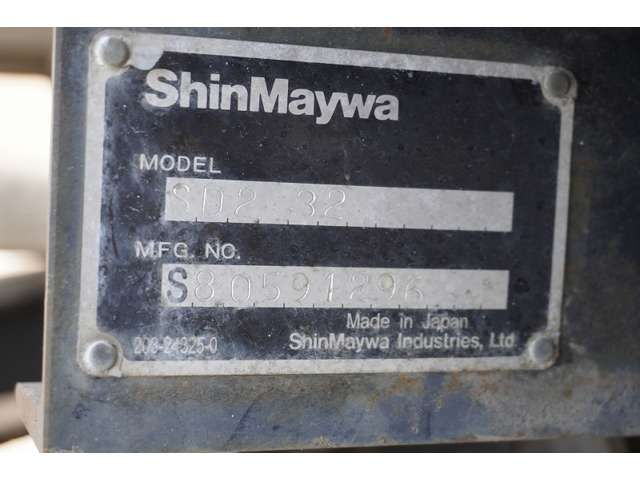 ShinMaywa
MODEL
SD2 32
MFG. NO.
S80591296
Made in Japan
208-24325-0
ShinMaywa Industries, Ltd